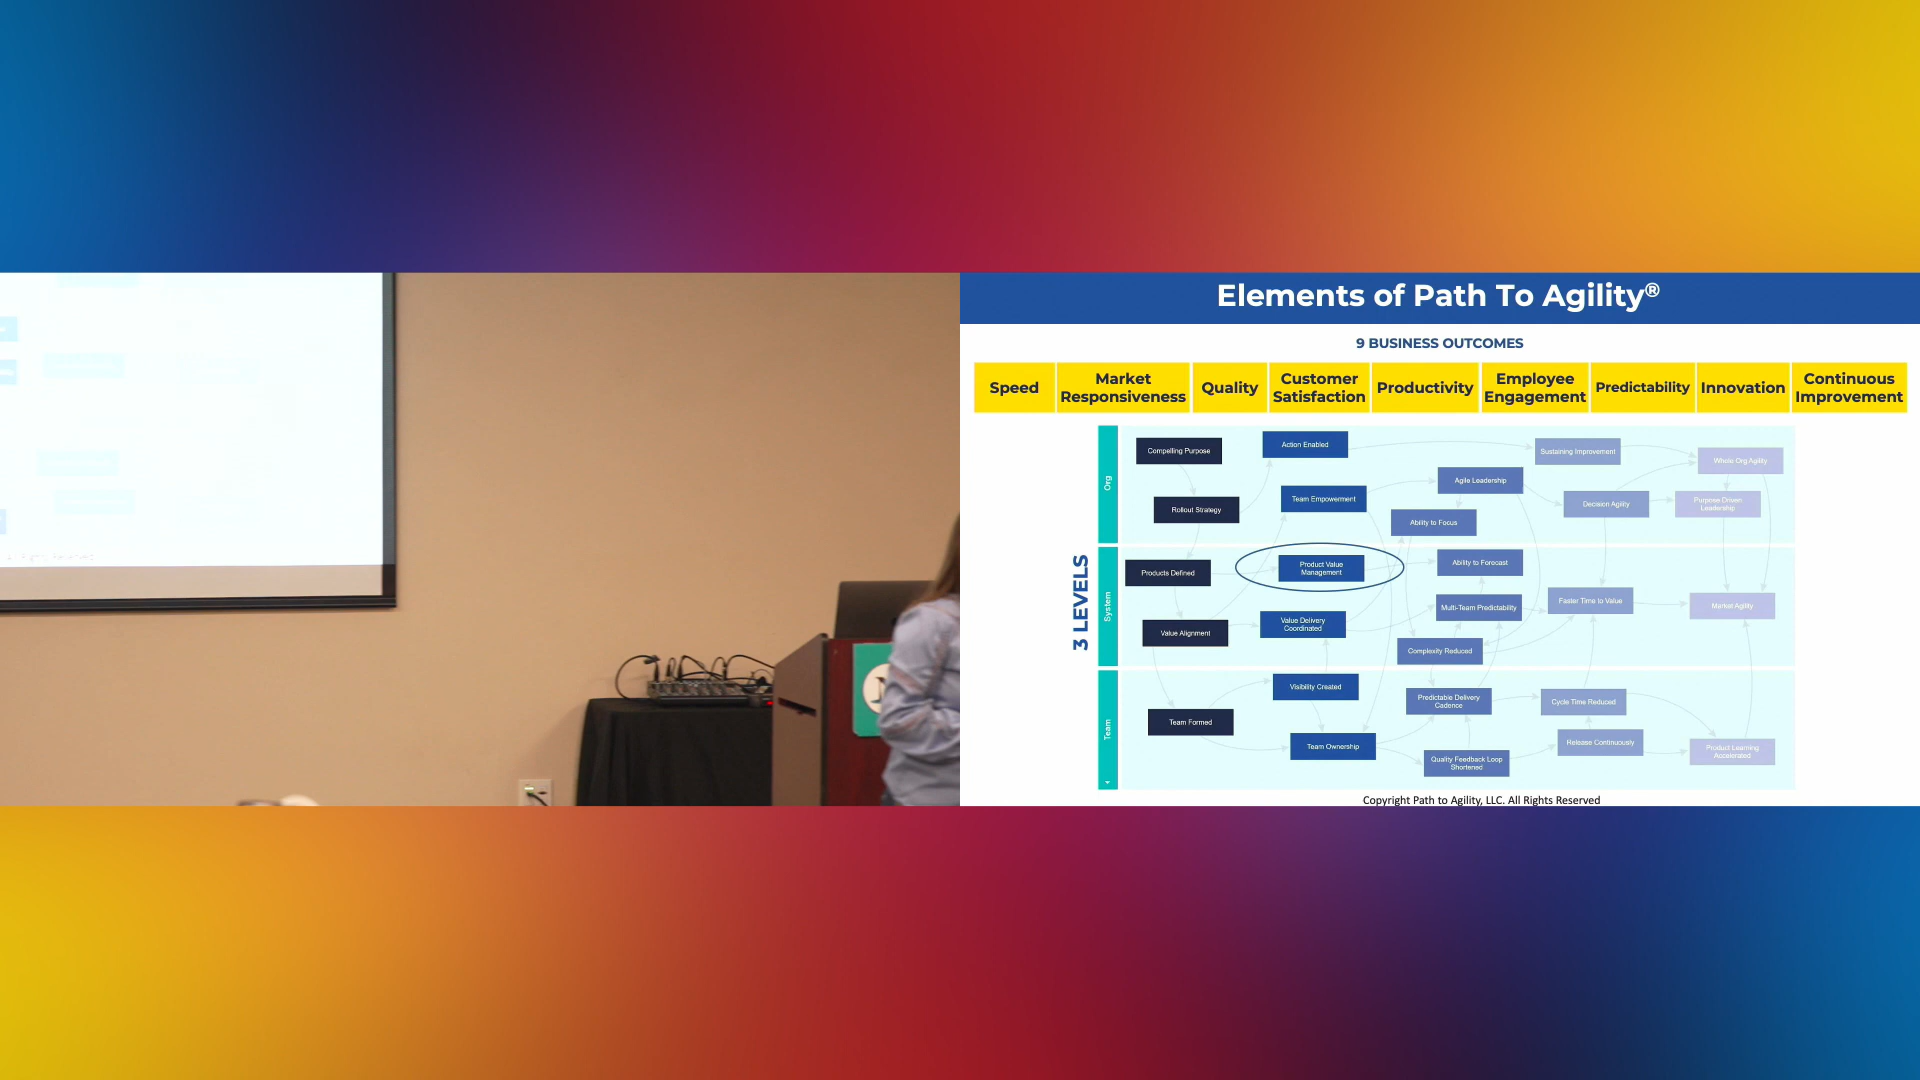 Elements of Path To Agility®
9 BUSINESS OUTCOMES
Speed
Market
Responsiveness
Quality
Customer
Satisfaction
Productivity
Employee
Engagement
Predictability
Innovation
Continuous
Improvement
3 LEVELS
Org
Compelling Purpose
Action Enabled
Sustaining Improvement
Whole Org Agility
Agile Leadership
Team Empowerment
Decision Agility
Purpose Driven
Leadership
Rollout Strategy
Ability to Focus
System
Products Defined
Product Value
Management
Ability to Forecast
Multi-Team Predictability
Faster Time to Value
Market Agility
Value Alignment
Value Delivery
Coordinated
Complexity Reduced
Team
Visibility Created
Predictable Delivery
Cadence
Cycle Time Reduced
Team Formed
Team Ownership
Release Continuously
Product Learning
Accelerated
Quality Feedback Loop
Shortened
Copyright Path to Agility, LLC. All Rights Reserved